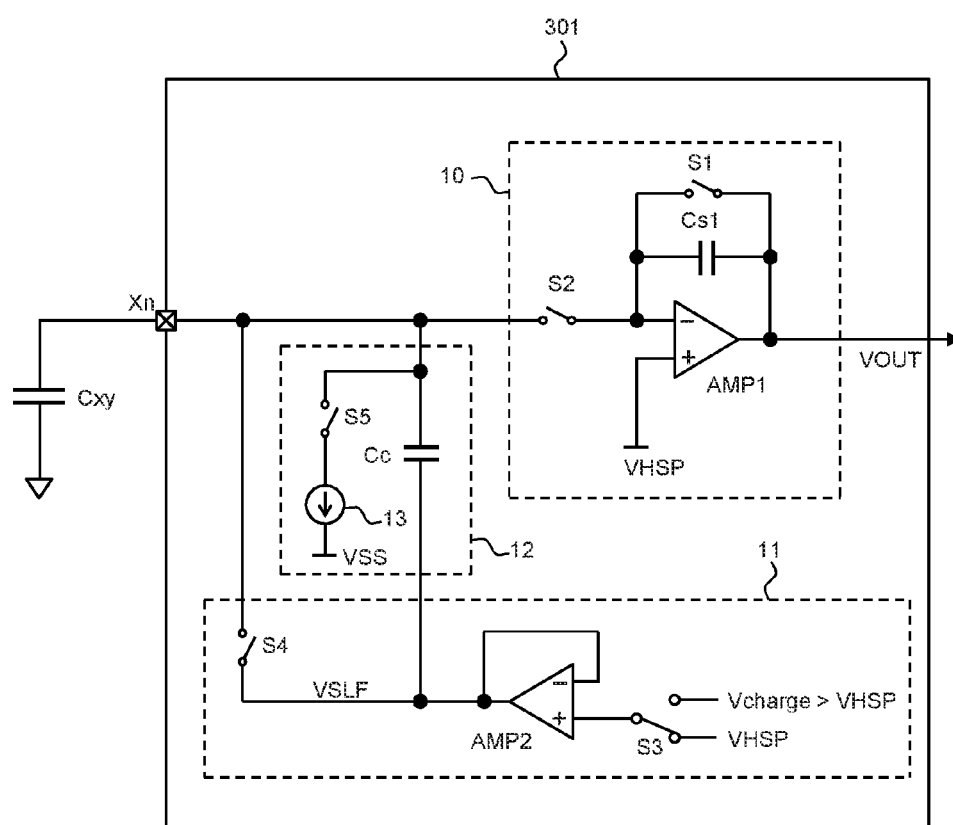 301
10
S1
Cs1
S2
Xn
AMP1
VOUT
Cxy
S5
Cc
VHSP
13
VSS
12
11
S4
VSLF
AMP2
S3
Vcharge > VHSP
VHSP